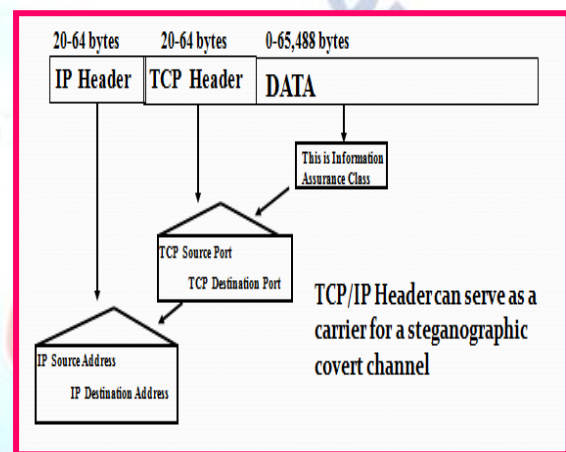 20-64 bytes 20-64 bytes 0-65,488 bytes
IP Header TCP Header DATA
This is Information
Assurance Class
TCP Source Port
TCP Destination Port
TCP/IP Header can serve as a
carrier for a steganographic
covert channel
IP Source Address
IP Destination Address